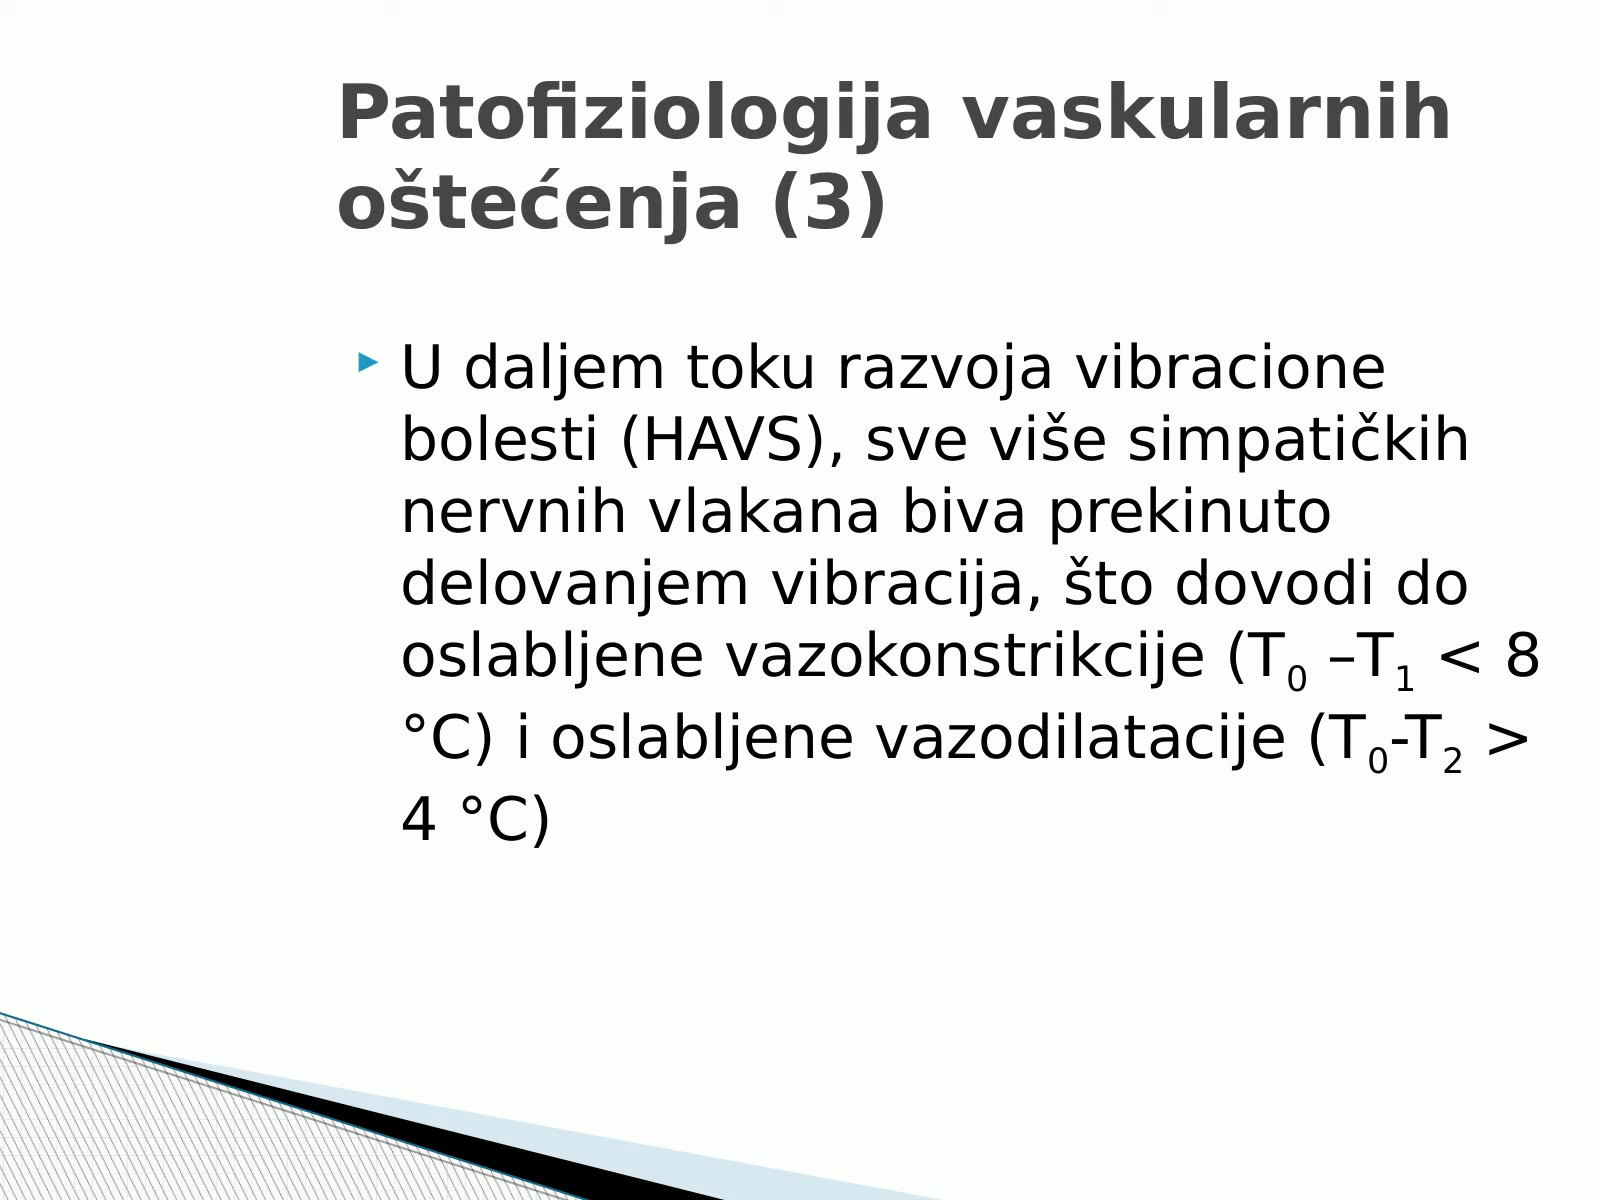 Patofiziologija vaskularnih
oštećenja (3)
U daljem toku razvoja vibracione
bolesti (HAVS), sve više simpatičkih
nervnih vlakana biva prekinuto
delovanjem vibracija, što dovodi do
oslabljene vazokonstrikcije (T₀ –T₁ < 8
°C) i oslabljene vazodilatacije (T₀-T₂ >
4 °C)